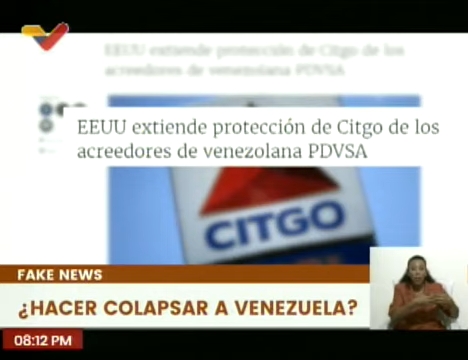 EEUU extiende protección de Citgo de los
acreedores de venezolana PDVSA
EEUU extiende protección de Citgo de los
acreedores de venezolana PDVSA
CITGO
FAKE NEWS
¿HACER COLAPSAR A VENEZUELA?
08:12 PM